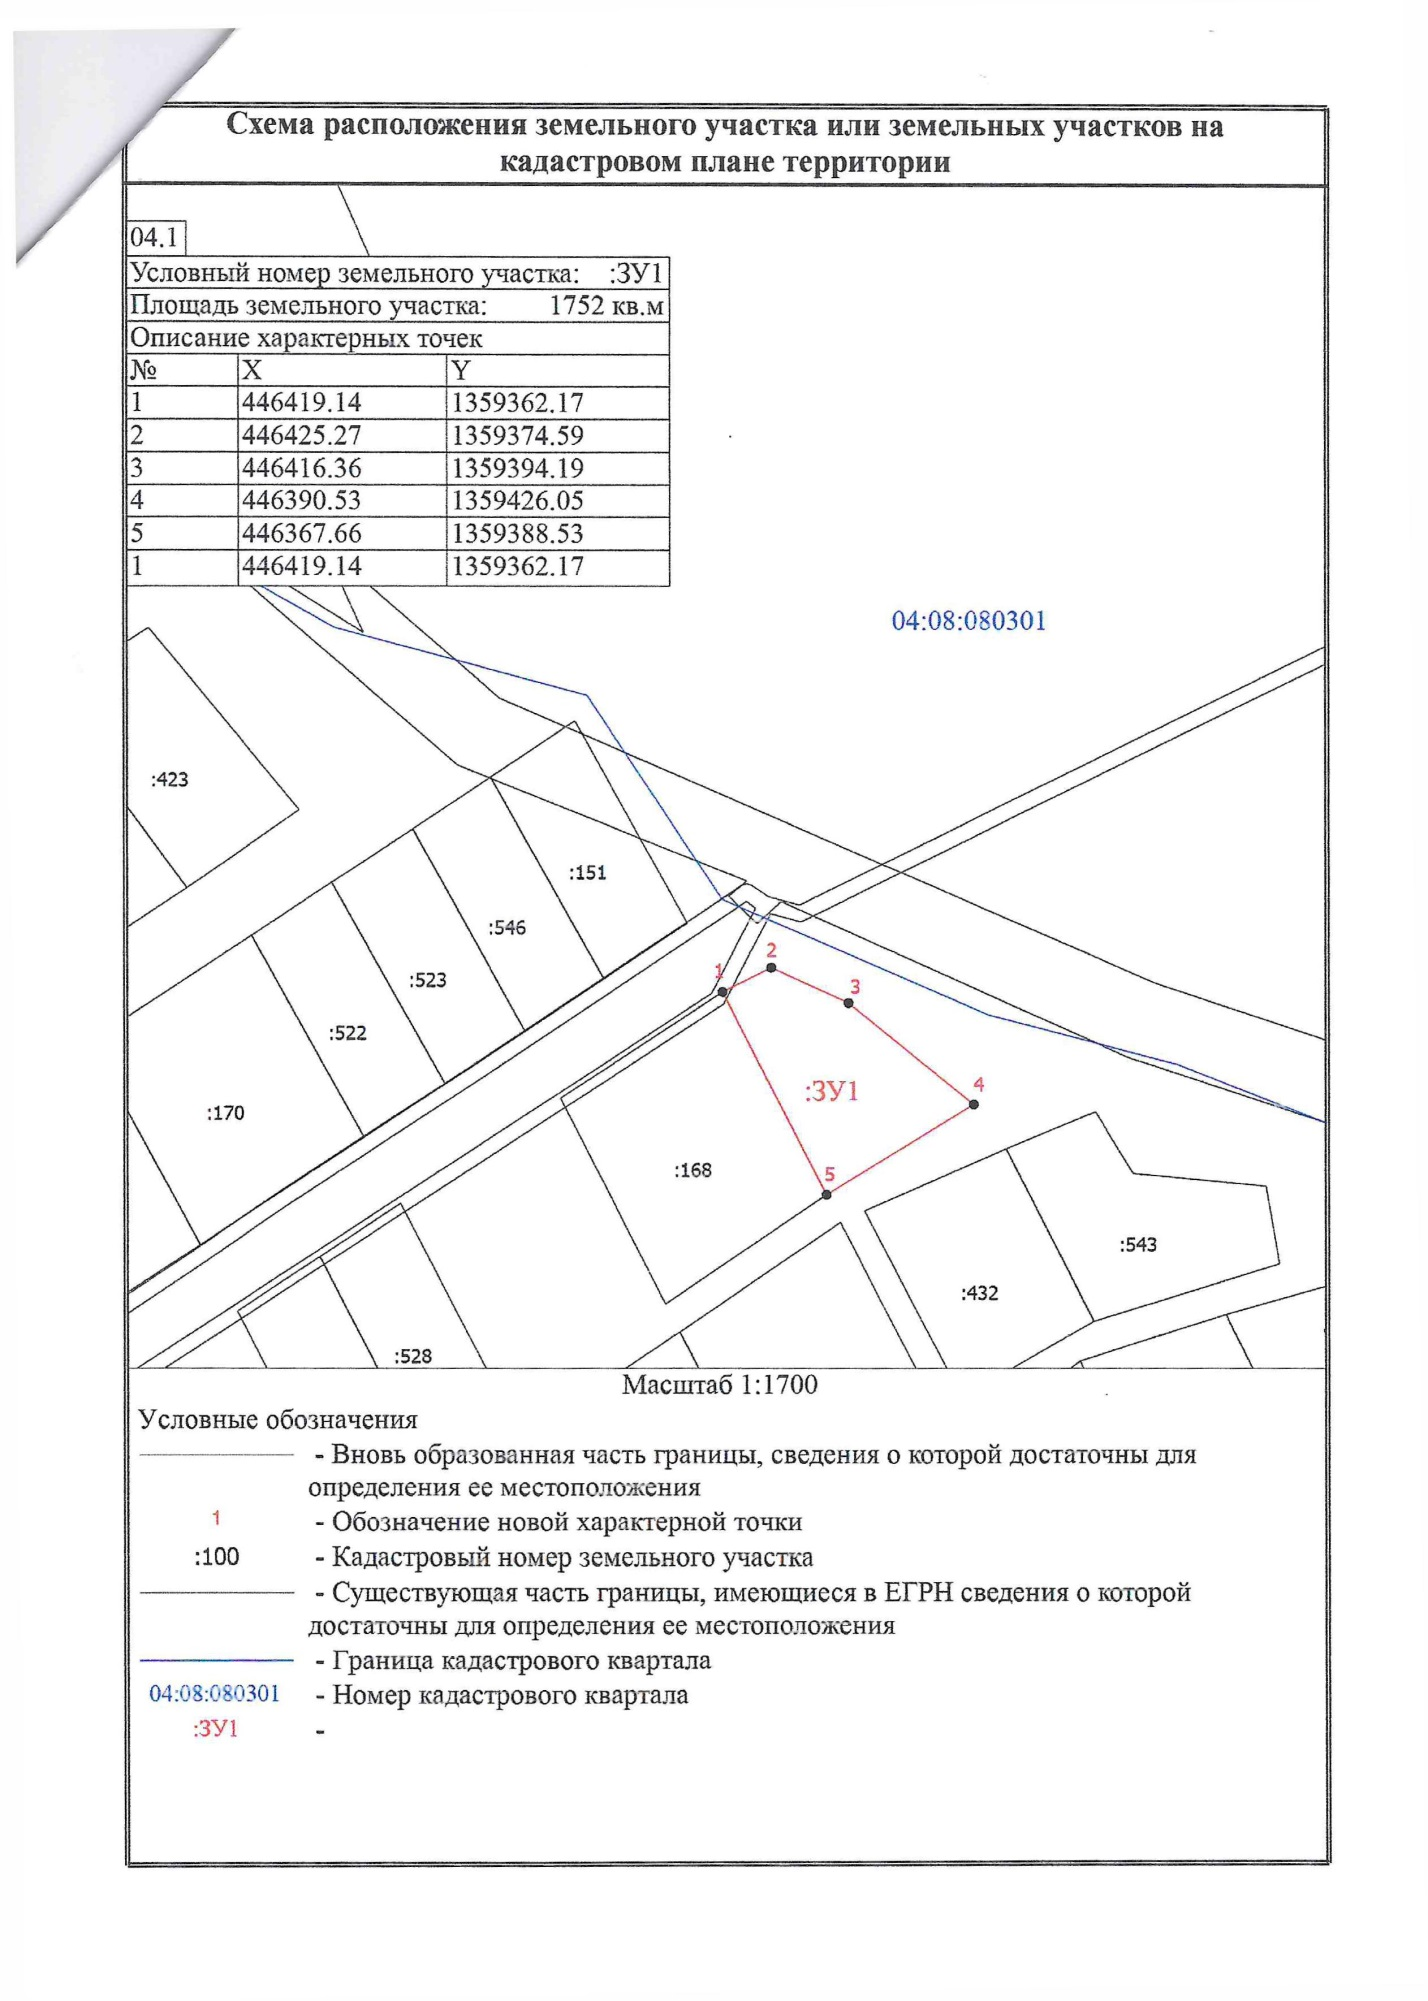 Схема расположения земельного участка или земельных участков на
кадастровом плане территории
04.1
Условный номер земельного участка: :ЗУ1
Площадь земельного участка: 1752 кв.м
Описание характерных точек
№ X Y
1 446419.14 1359362.17
2 446425.27 1359374.59
3 446416.36 1359394.19
4 446390.53 1359426.05
5 446367.66 1359388.53
1 446419.14 1359362.17
04:08:080301
:423
:151
:546
:523
:522
:170
1
2
3
4
5
:ЗУ1
:168
:543
:432
:528
Масштаб 1:1700
Условные обозначения
- Вновь образованная часть границы, сведения о которой достаточны для
определения ее местоположения
1 - Обозначение новой характерной точки
:100 - Кадастровый номер земельного участка
- Существующая часть границы, имеющиеся в ЕГРН сведения о которой
достаточны для определения ее местоположения
- Граница кадастрового квартала
04:08:080301 - Номер кадастрового квартала
:ЗУ1 -